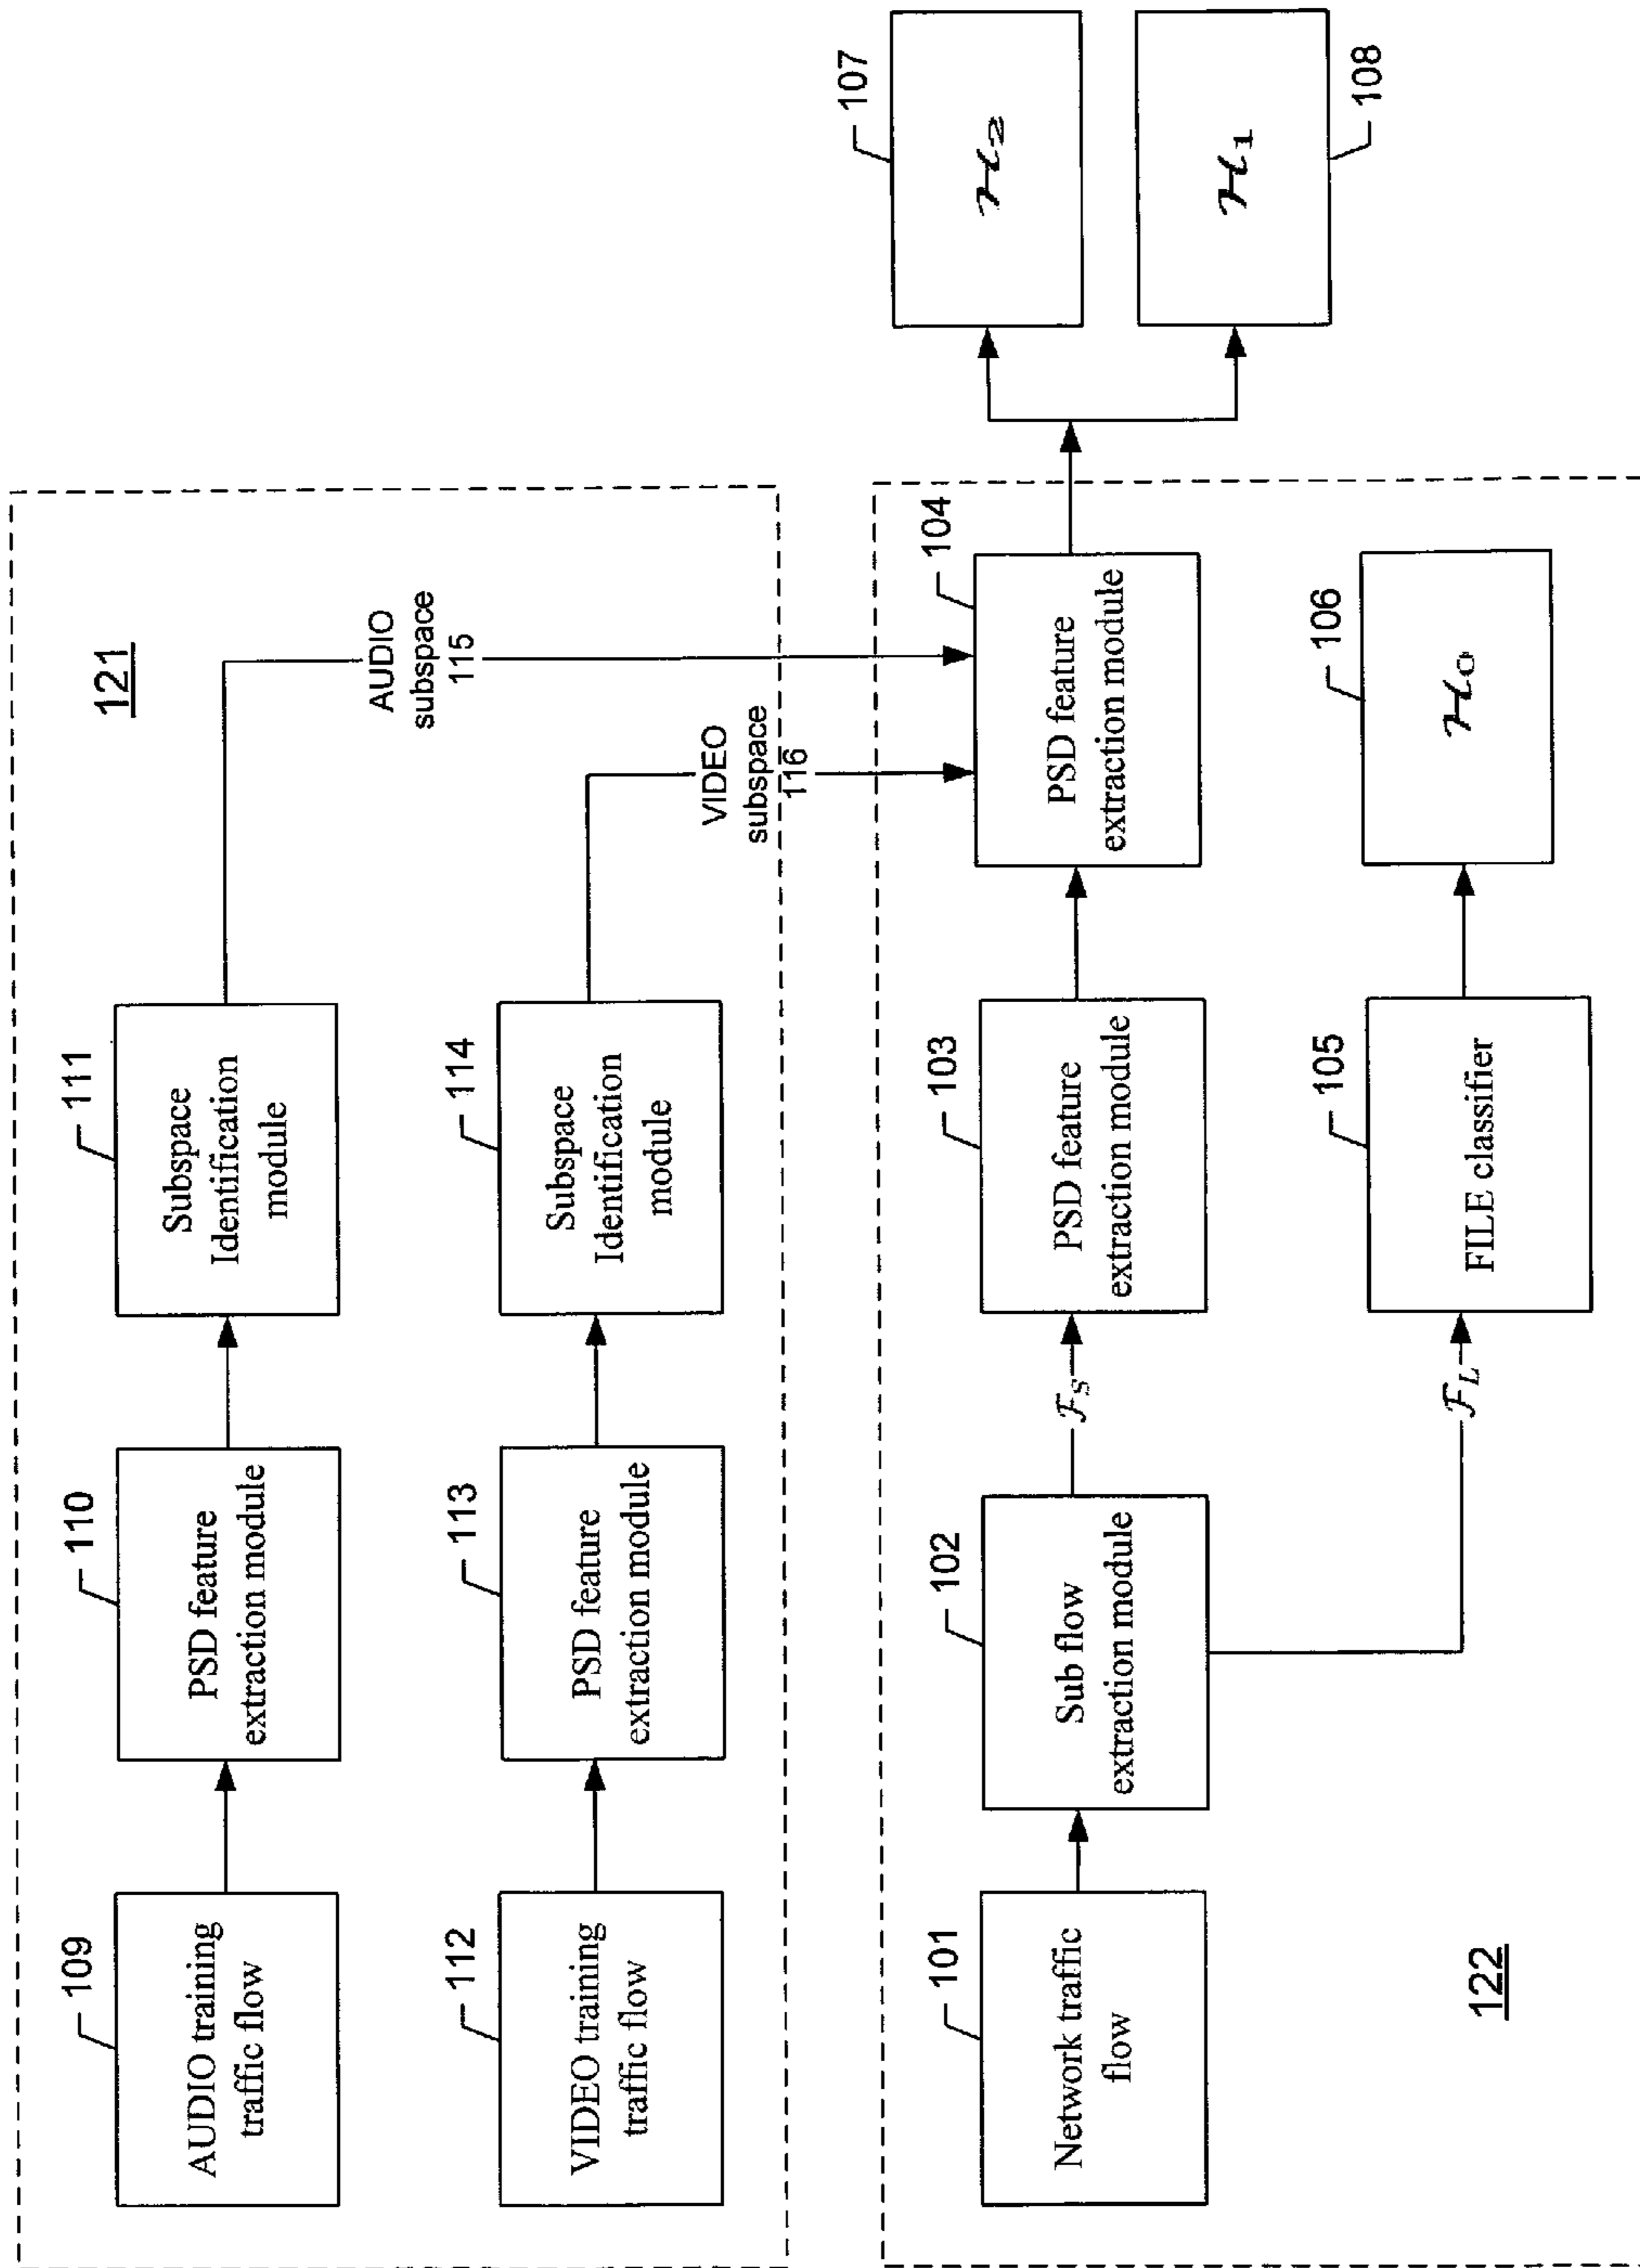 121
109
AUDIO training
traffic flow
110
PSD feature
extraction module
111
Subspace
Identification
module
AUDIO
subspace
115
112
VIDEO training
traffic flow
113
PSD feature
extraction module
114
Subspace
Identification
module
VIDEO
subspace
116
101
Network traffic
flow
102
Sub flow
extraction module
ℱ_S
103
PSD feature
extraction module
104
PSD feature
extraction module
107
ℋ₂
108
ℋ₁
ℱ_L
105
FILE classifier
106
ℋ₀
122